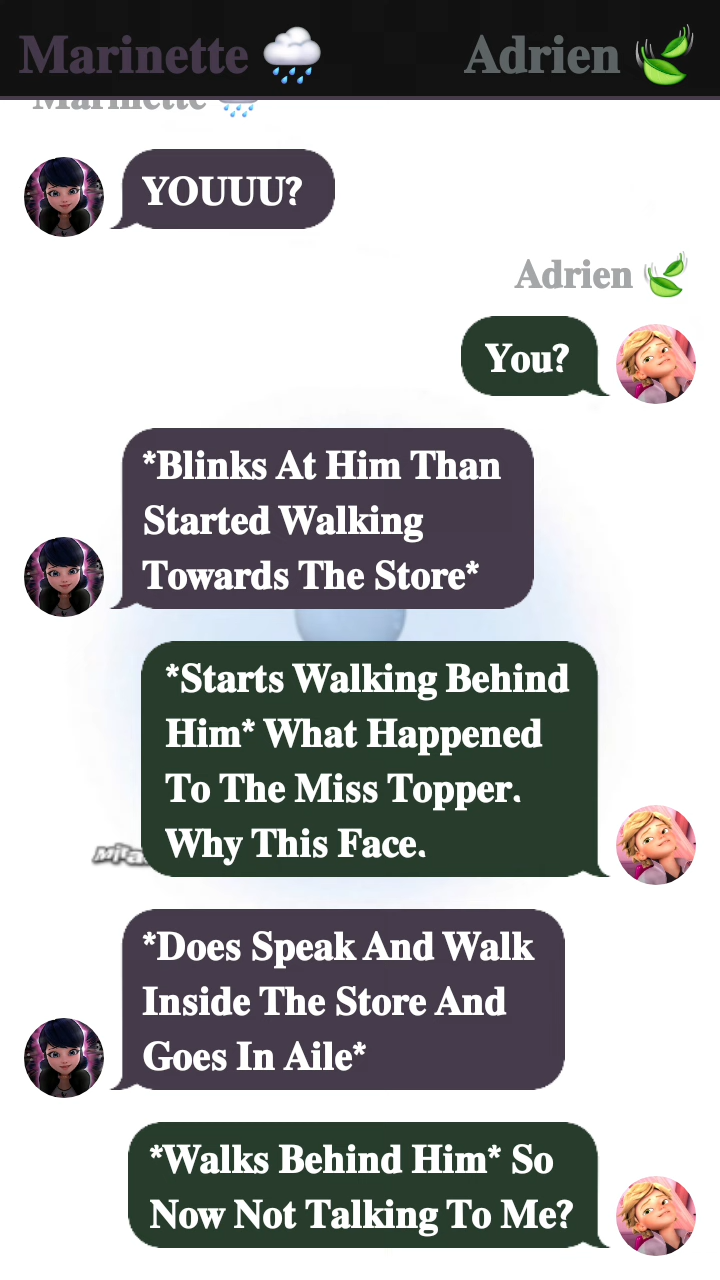 Marinette 🌧️ Adrien 🍃
Marinette 🌧️
YOUUU?
Adrien 🍃
You?
*Blinks At Him Than
Started Walking
Towards The Store*
*Starts Walking Behind
Him* What Happened
To The Miss Topper.
Why This Face.
*Does Speak And Walk
Inside The Store And
Goes In Aile*
*Walks Behind Him* So
Now Not Talking To Me?